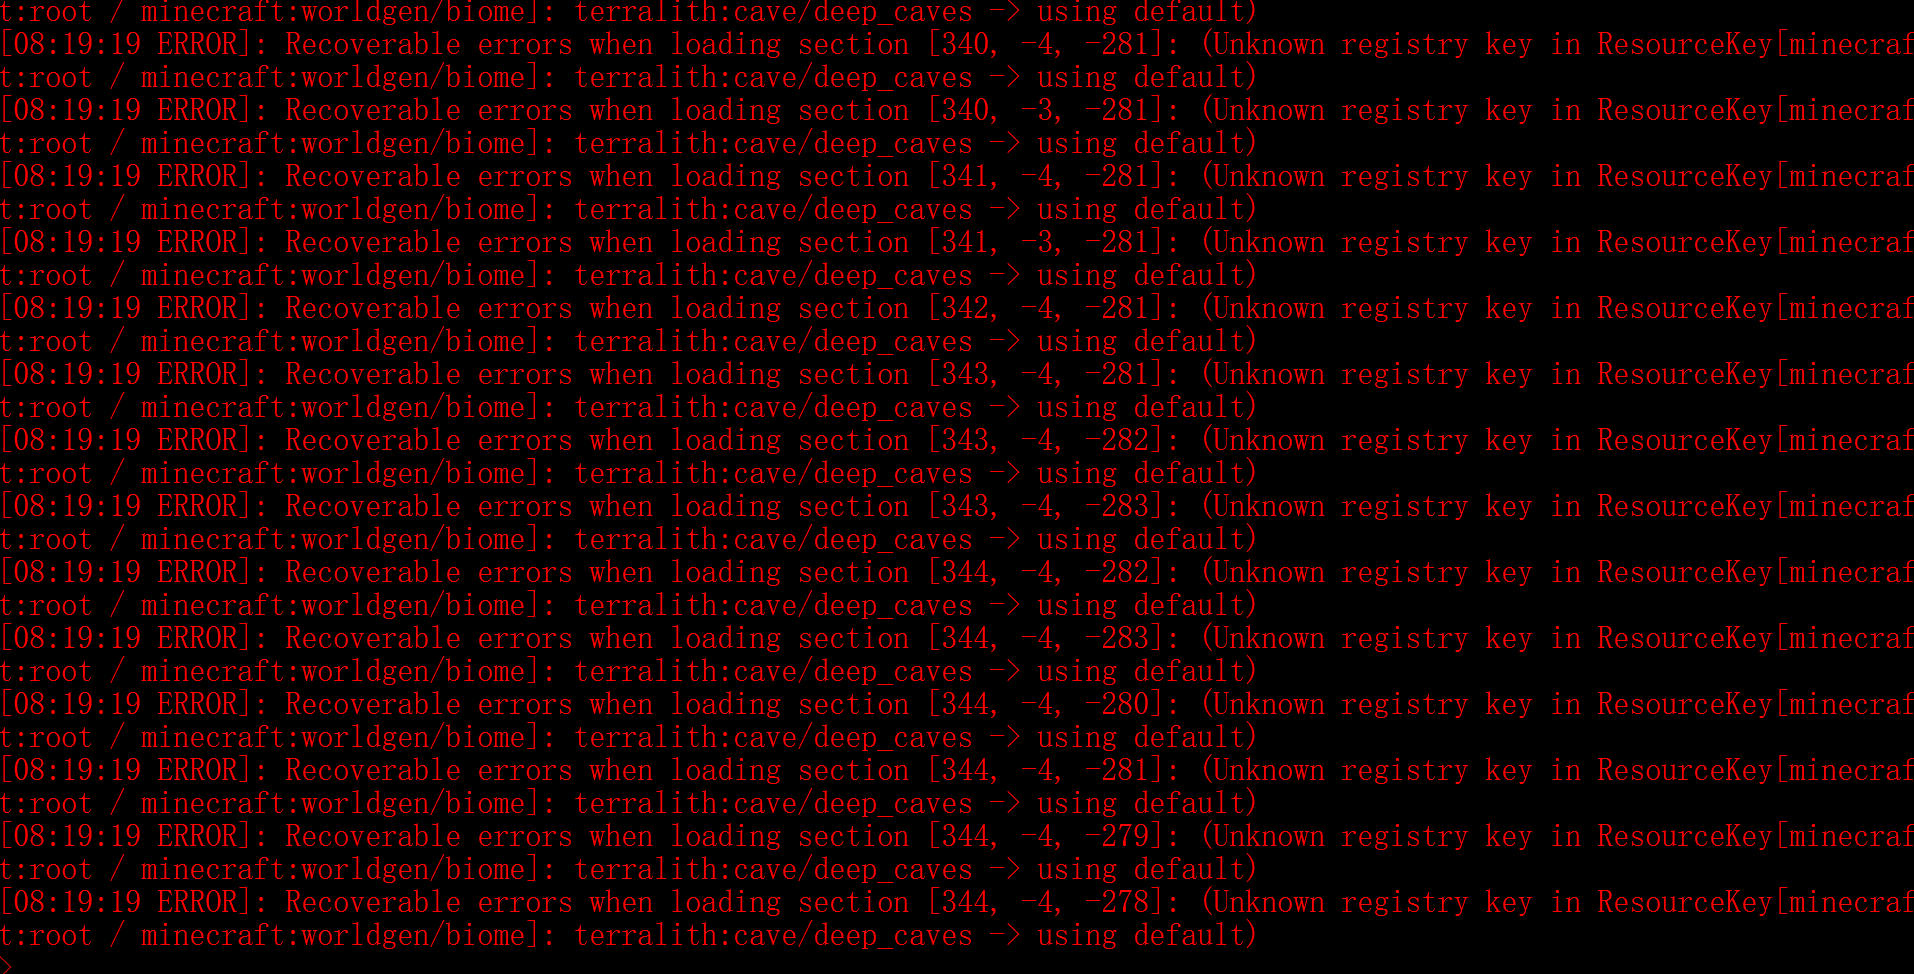 t:root / minecraft:worldgen/biome]: terralith:cave/deep_caves -> using default)
[08:19:19 ERROR]: Recoverable errors when loading section [340, -4, -281]: (Unknown registry key in ResourceKey[minecraf
t:root / minecraft:worldgen/biome]: terralith:cave/deep_caves -> using default)
[08:19:19 ERROR]: Recoverable errors when loading section [340, -3, -281]: (Unknown registry key in ResourceKey[minecraf
t:root / minecraft:worldgen/biome]: terralith:cave/deep_caves -> using default)
[08:19:19 ERROR]: Recoverable errors when loading section [341, -4, -281]: (Unknown registry key in ResourceKey[minecraf
t:root / minecraft:worldgen/biome]: terralith:cave/deep_caves -> using default)
[08:19:19 ERROR]: Recoverable errors when loading section [341, -3, -281]: (Unknown registry key in ResourceKey[minecraf
t:root / minecraft:worldgen/biome]: terralith:cave/deep_caves -> using default)
[08:19:19 ERROR]: Recoverable errors when loading section [342, -4, -281]: (Unknown registry key in ResourceKey[minecraf
t:root / minecraft:worldgen/biome]: terralith:cave/deep_caves -> using default)
[08:19:19 ERROR]: Recoverable errors when loading section [343, -4, -281]: (Unknown registry key in ResourceKey[minecraf
t:root / minecraft:worldgen/biome]: terralith:cave/deep_caves -> using default)
[08:19:19 ERROR]: Recoverable errors when loading section [343, -4, -282]: (Unknown registry key in ResourceKey[minecraf
t:root / minecraft:worldgen/biome]: terralith:cave/deep_caves -> using default)
[08:19:19 ERROR]: Recoverable errors when loading section [343, -4, -283]: (Unknown registry key in ResourceKey[minecraf
t:root / minecraft:worldgen/biome]: terralith:cave/deep_caves -> using default)
[08:19:19 ERROR]: Recoverable errors when loading section [344, -4, -282]: (Unknown registry key in ResourceKey[minecraf
t:root / minecraft:worldgen/biome]: terralith:cave/deep_caves -> using default)
[08:19:19 ERROR]: Recoverable errors when loading section [344, -4, -283]: (Unknown registry key in ResourceKey[minecraf
t:root / minecraft:worldgen/biome]: terralith:cave/deep_caves -> using default)
[08:19:19 ERROR]: Recoverable errors when loading section [344, -4, -280]: (Unknown registry key in ResourceKey[minecraf
t:root / minecraft:worldgen/biome]: terralith:cave/deep_caves -> using default)
[08:19:19 ERROR]: Recoverable errors when loading section [344, -4, -281]: (Unknown registry key in ResourceKey[minecraf
t:root / minecraft:worldgen/biome]: terralith:cave/deep_caves -> using default)
[08:19:19 ERROR]: Recoverable errors when loading section [344, -4, -279]: (Unknown registry key in ResourceKey[minecraf
t:root / minecraft:worldgen/biome]: terralith:cave/deep_caves -> using default)
[08:19:19 ERROR]: Recoverable errors when loading section [344, -4, -278]: (Unknown registry key in ResourceKey[minecraf
t:root / minecraft:worldgen/biome]: terralith:cave/deep_caves -> using default)
>